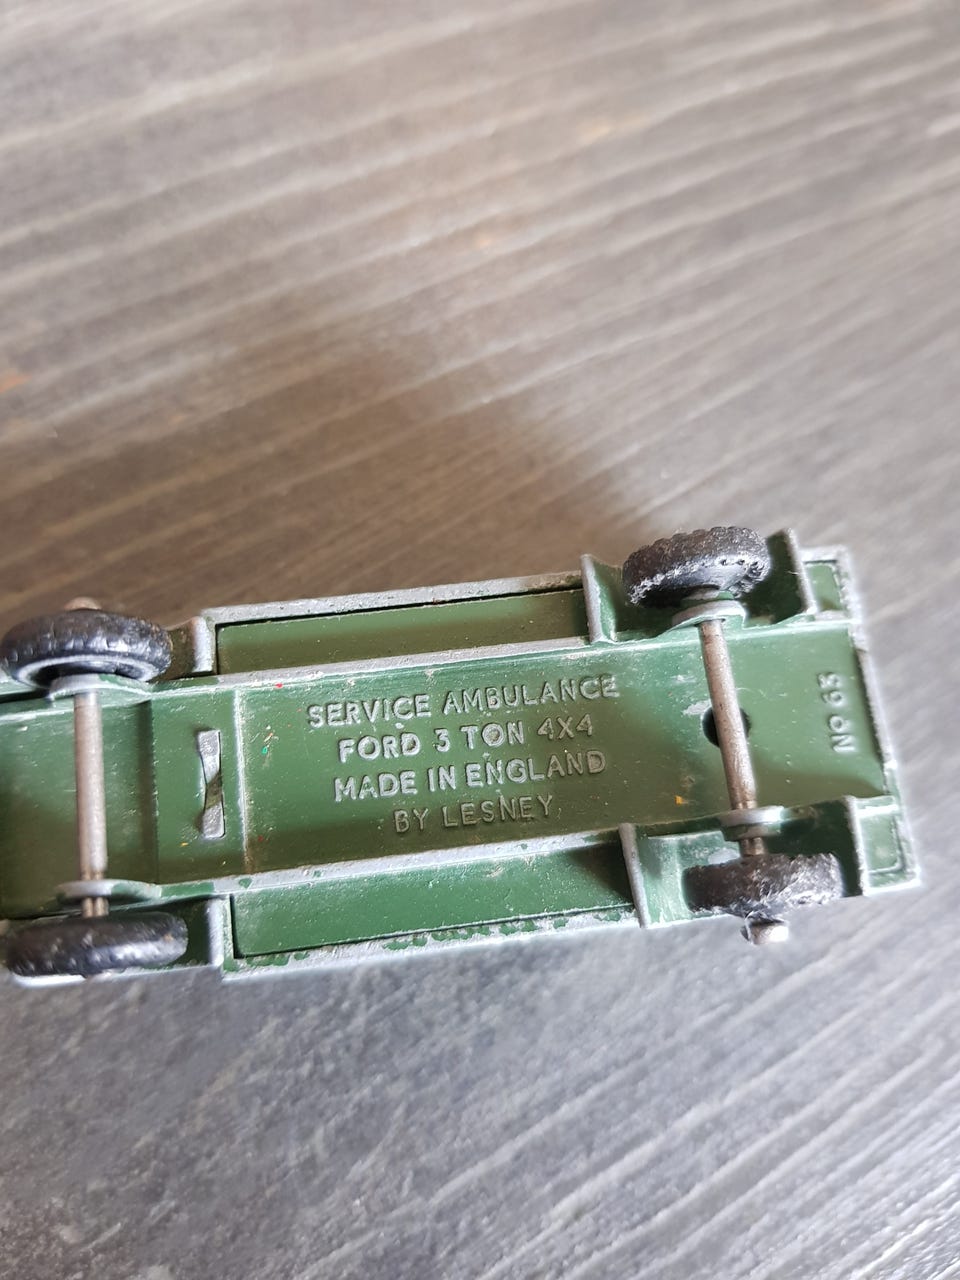 SERVICE AMBULANCE
FORD 3 TON 4X4
MADE IN ENGLAND
BY LESNEY
Nº 63